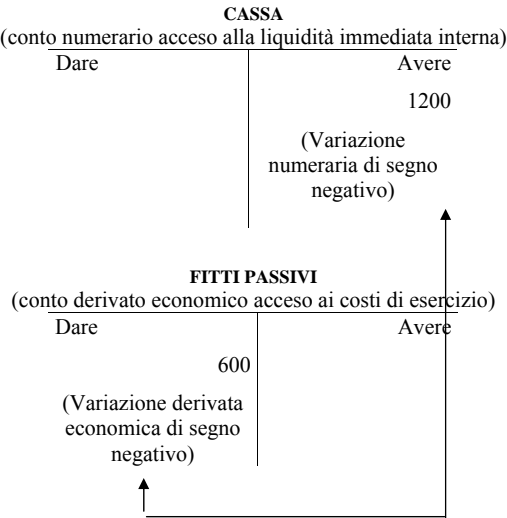 CASSA
(conto numerario acceso alla liquidità immediata interna)
Dare Avere
1200
(Variazione
numeraria di segno
negativo)
FITTI PASSIVI
(conto derivato economico acceso ai costi di esercizio)
Dare Avere
600
(Variazione derivata
economica di segno
negativo)